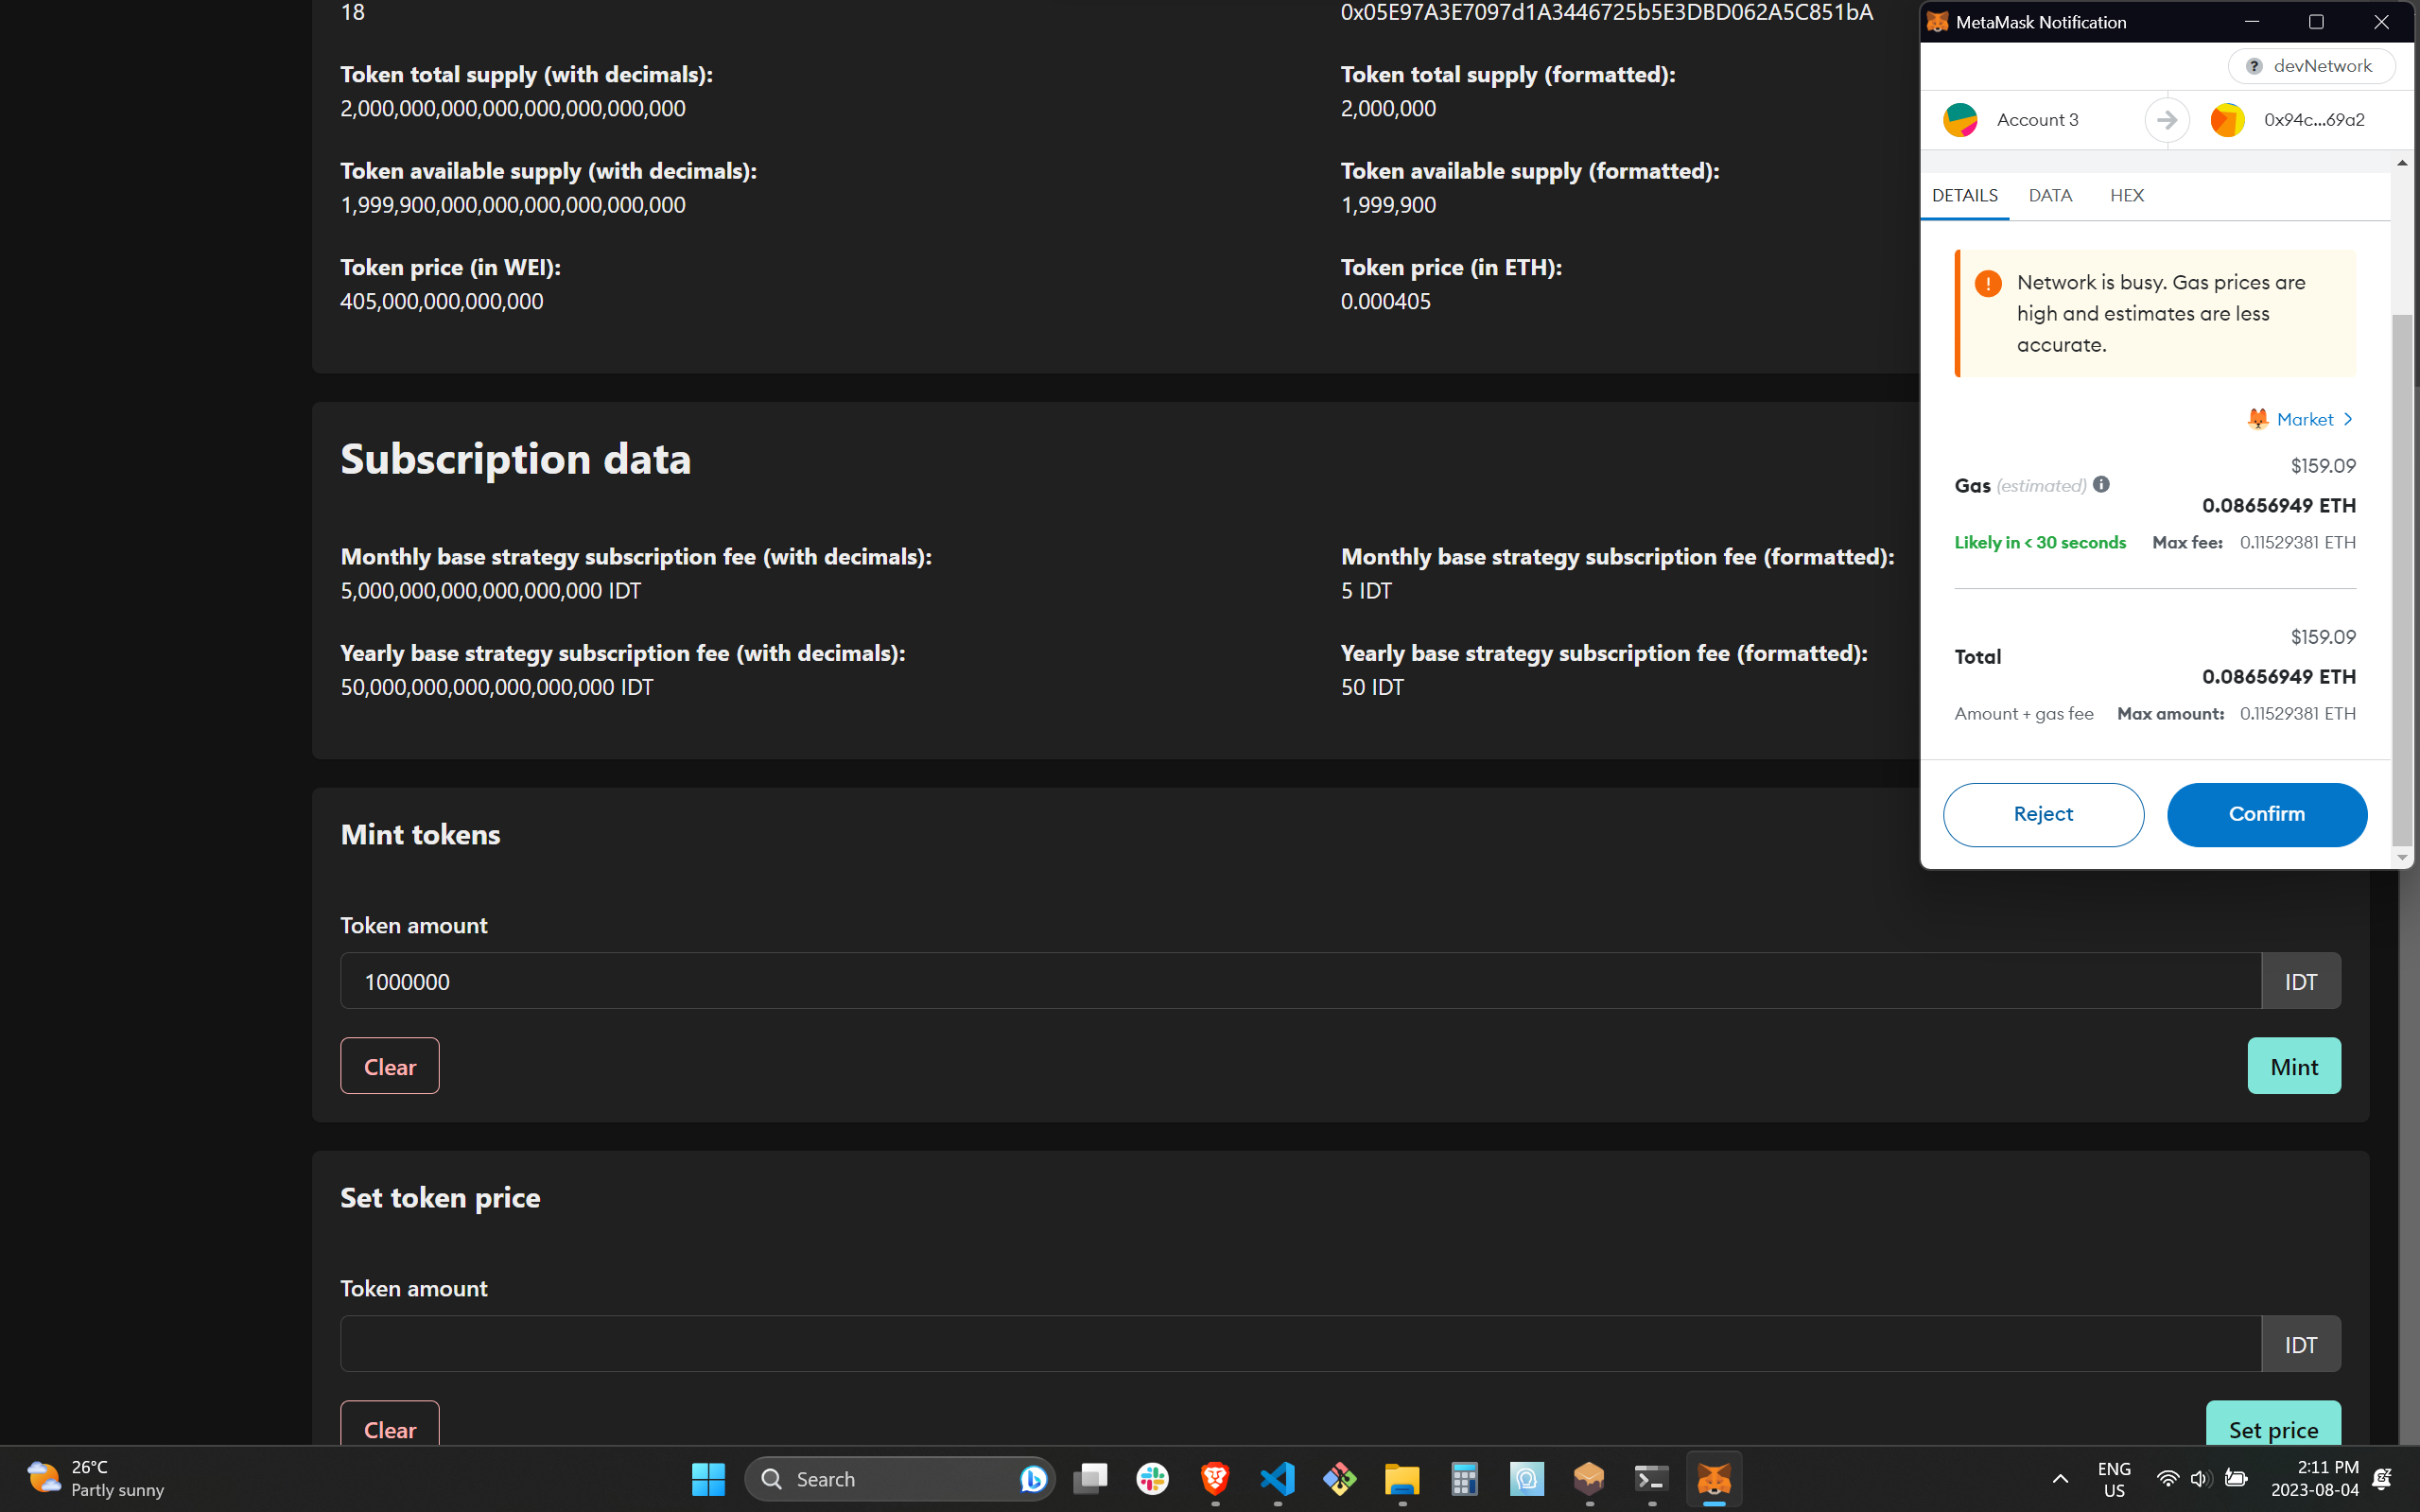 18
0x05E97A3E7097d1A3446725b5E3DBD062A5C851bA
Token total supply (with decimals):
2,000,000,000,000,000,000,000,000
Token total supply (formatted):
2,000,000
Token available supply (with decimals):
1,999,900,000,000,000,000,000,000
Token available supply (formatted):
1,999,900
Token price (in WEI):
405,000,000,000,000
Token price (in ETH):
0.000405
Subscription data
Monthly base strategy subscription fee (with decimals):
5,000,000,000,000,000,000 IDT
Monthly base strategy subscription fee (formatted):
5 IDT
Yearly base strategy subscription fee (with decimals):
50,000,000,000,000,000,000 IDT
Yearly base strategy subscription fee (formatted):
50 IDT
Mint tokens
Token amount
1000000
IDT
Clear
Mint
Set token price
Token amount
IDT
Clear
Set price
MetaMask Notification
devNetwork
Account 3
0x94c...69a2
DETAILS
DATA
HEX
Network is busy. Gas prices are
high and estimates are less
accurate.
Market
$159.09
Gas (estimated)
0.08656949 ETH
Likely in < 30 seconds
Max fee: 0.11529381 ETH
$159.09
Total
0.08656949 ETH
Amount + gas fee
Max amount: 0.11529381 ETH
Reject
Confirm
26°C
Partly sunny
Search
ENG
US
2:11 PM
2023-08-04